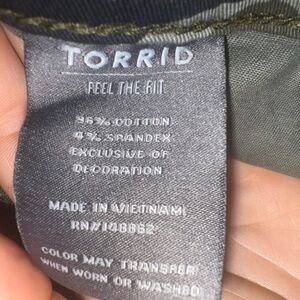 TORRID
FEEL THE FIT
96% COTTON
4% SPANDEX
EXCLUSIVE OF
DECORATION
MADE IN VIETNAM
RN#148862
COLOR MAY TRANSFER
WHEN WORN OR WASHED